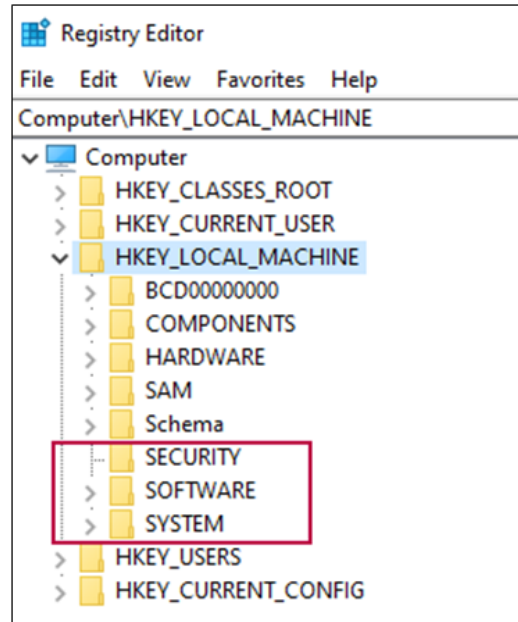 Registry Editor
File Edit View Favorites Help
Computer\HKEY_LOCAL_MACHINE
Computer
HKEY_CLASSES_ROOT
HKEY_CURRENT_USER
HKEY_LOCAL_MACHINE
BCD00000000
COMPONENTS
HARDWARE
SAM
Schema
SECURITY
SOFTWARE
SYSTEM
HKEY_USERS
HKEY_CURRENT_CONFIG